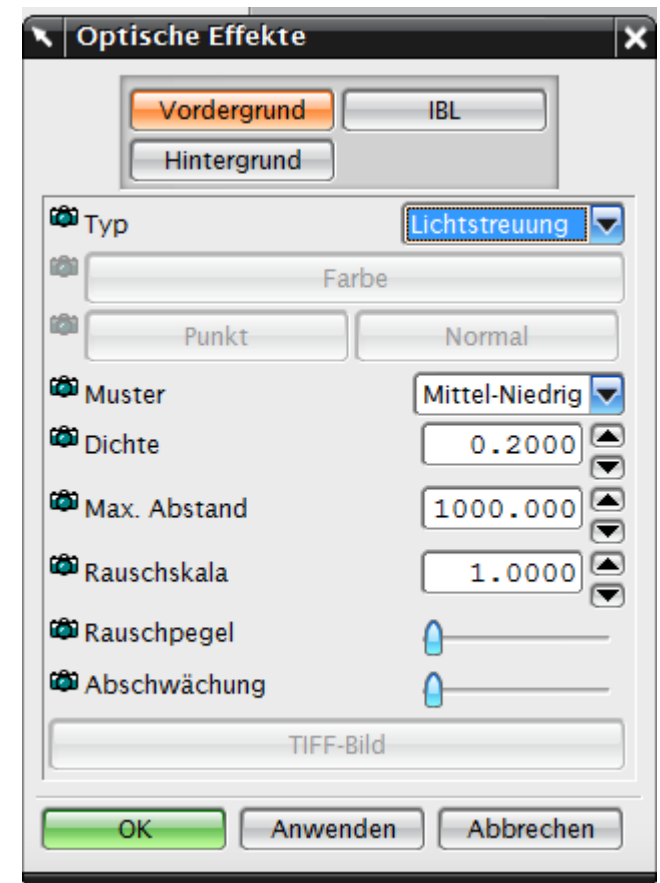 Optische Effekte
Vordergrund
IBL
Hintergrund
Typ
Lichtstreuung
Farbe
Punkt
Normal
Muster
Mittel-Niedrig
Dichte
0.2000
Max. Abstand
1000.000
Rauschskala
1.0000
Rauschpegel
Abschwächung
TIFF-Bild
OK
Anwenden
Abbrechen